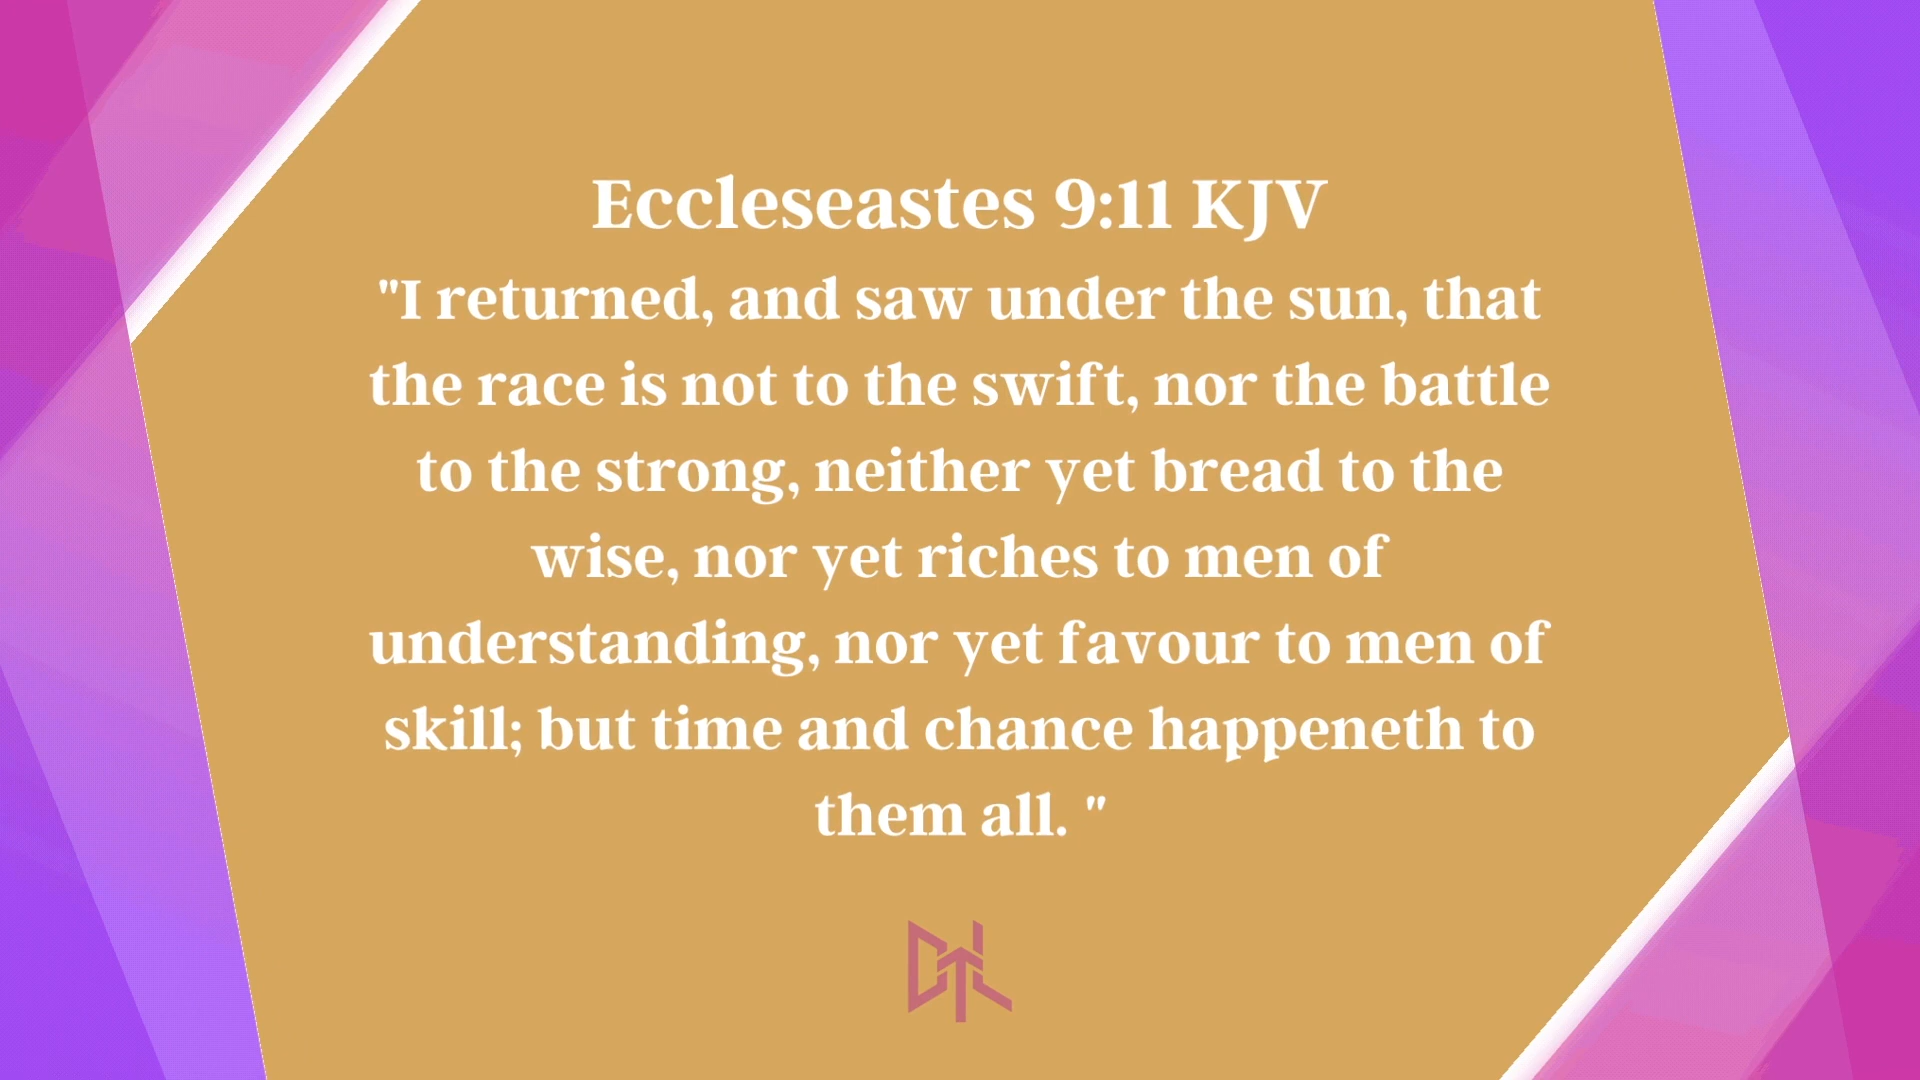 Eccleseastes 9:11 KJV
"I returned, and saw under the sun, that
the race is not to the swift, nor the battle
to the strong, neither yet bread to the
wise, nor yet riches to men of
understanding, nor yet favour to men of
skill; but time and chance happeneth to
them all. "
DTL